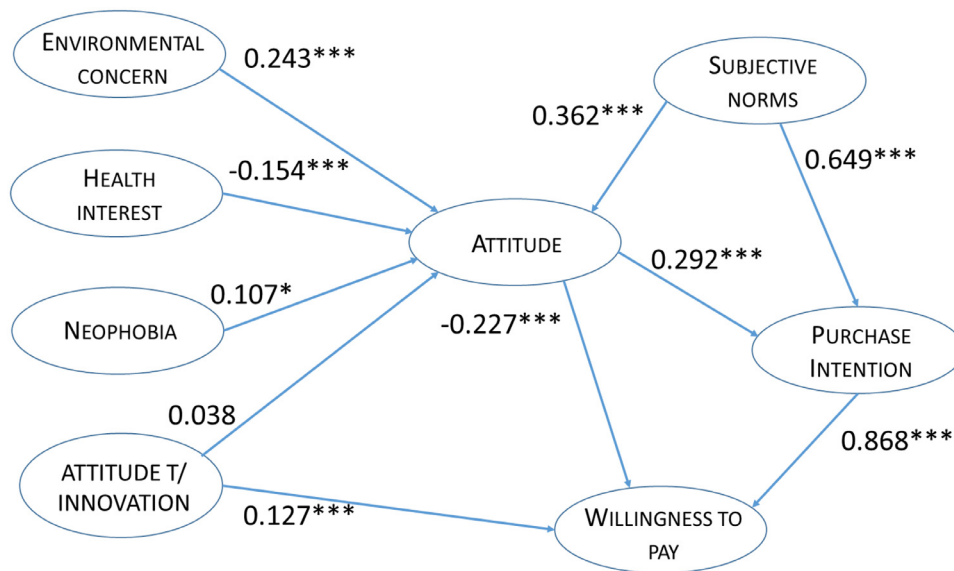 ENVIRONMENTAL
CONCERN
0.243***
SUBJECTIVE
NORMS
0.362***
0.649***
HEALTH
INTEREST
-0.154***
ATTITUDE
0.292***
NEOPHOBIA
0.107*
-0.227***
PURCHASE
INTENTION
0.038
0.868***
ATTITUDE T/
INNOVATION
0.127***
WILLINGNESS TO
PAY